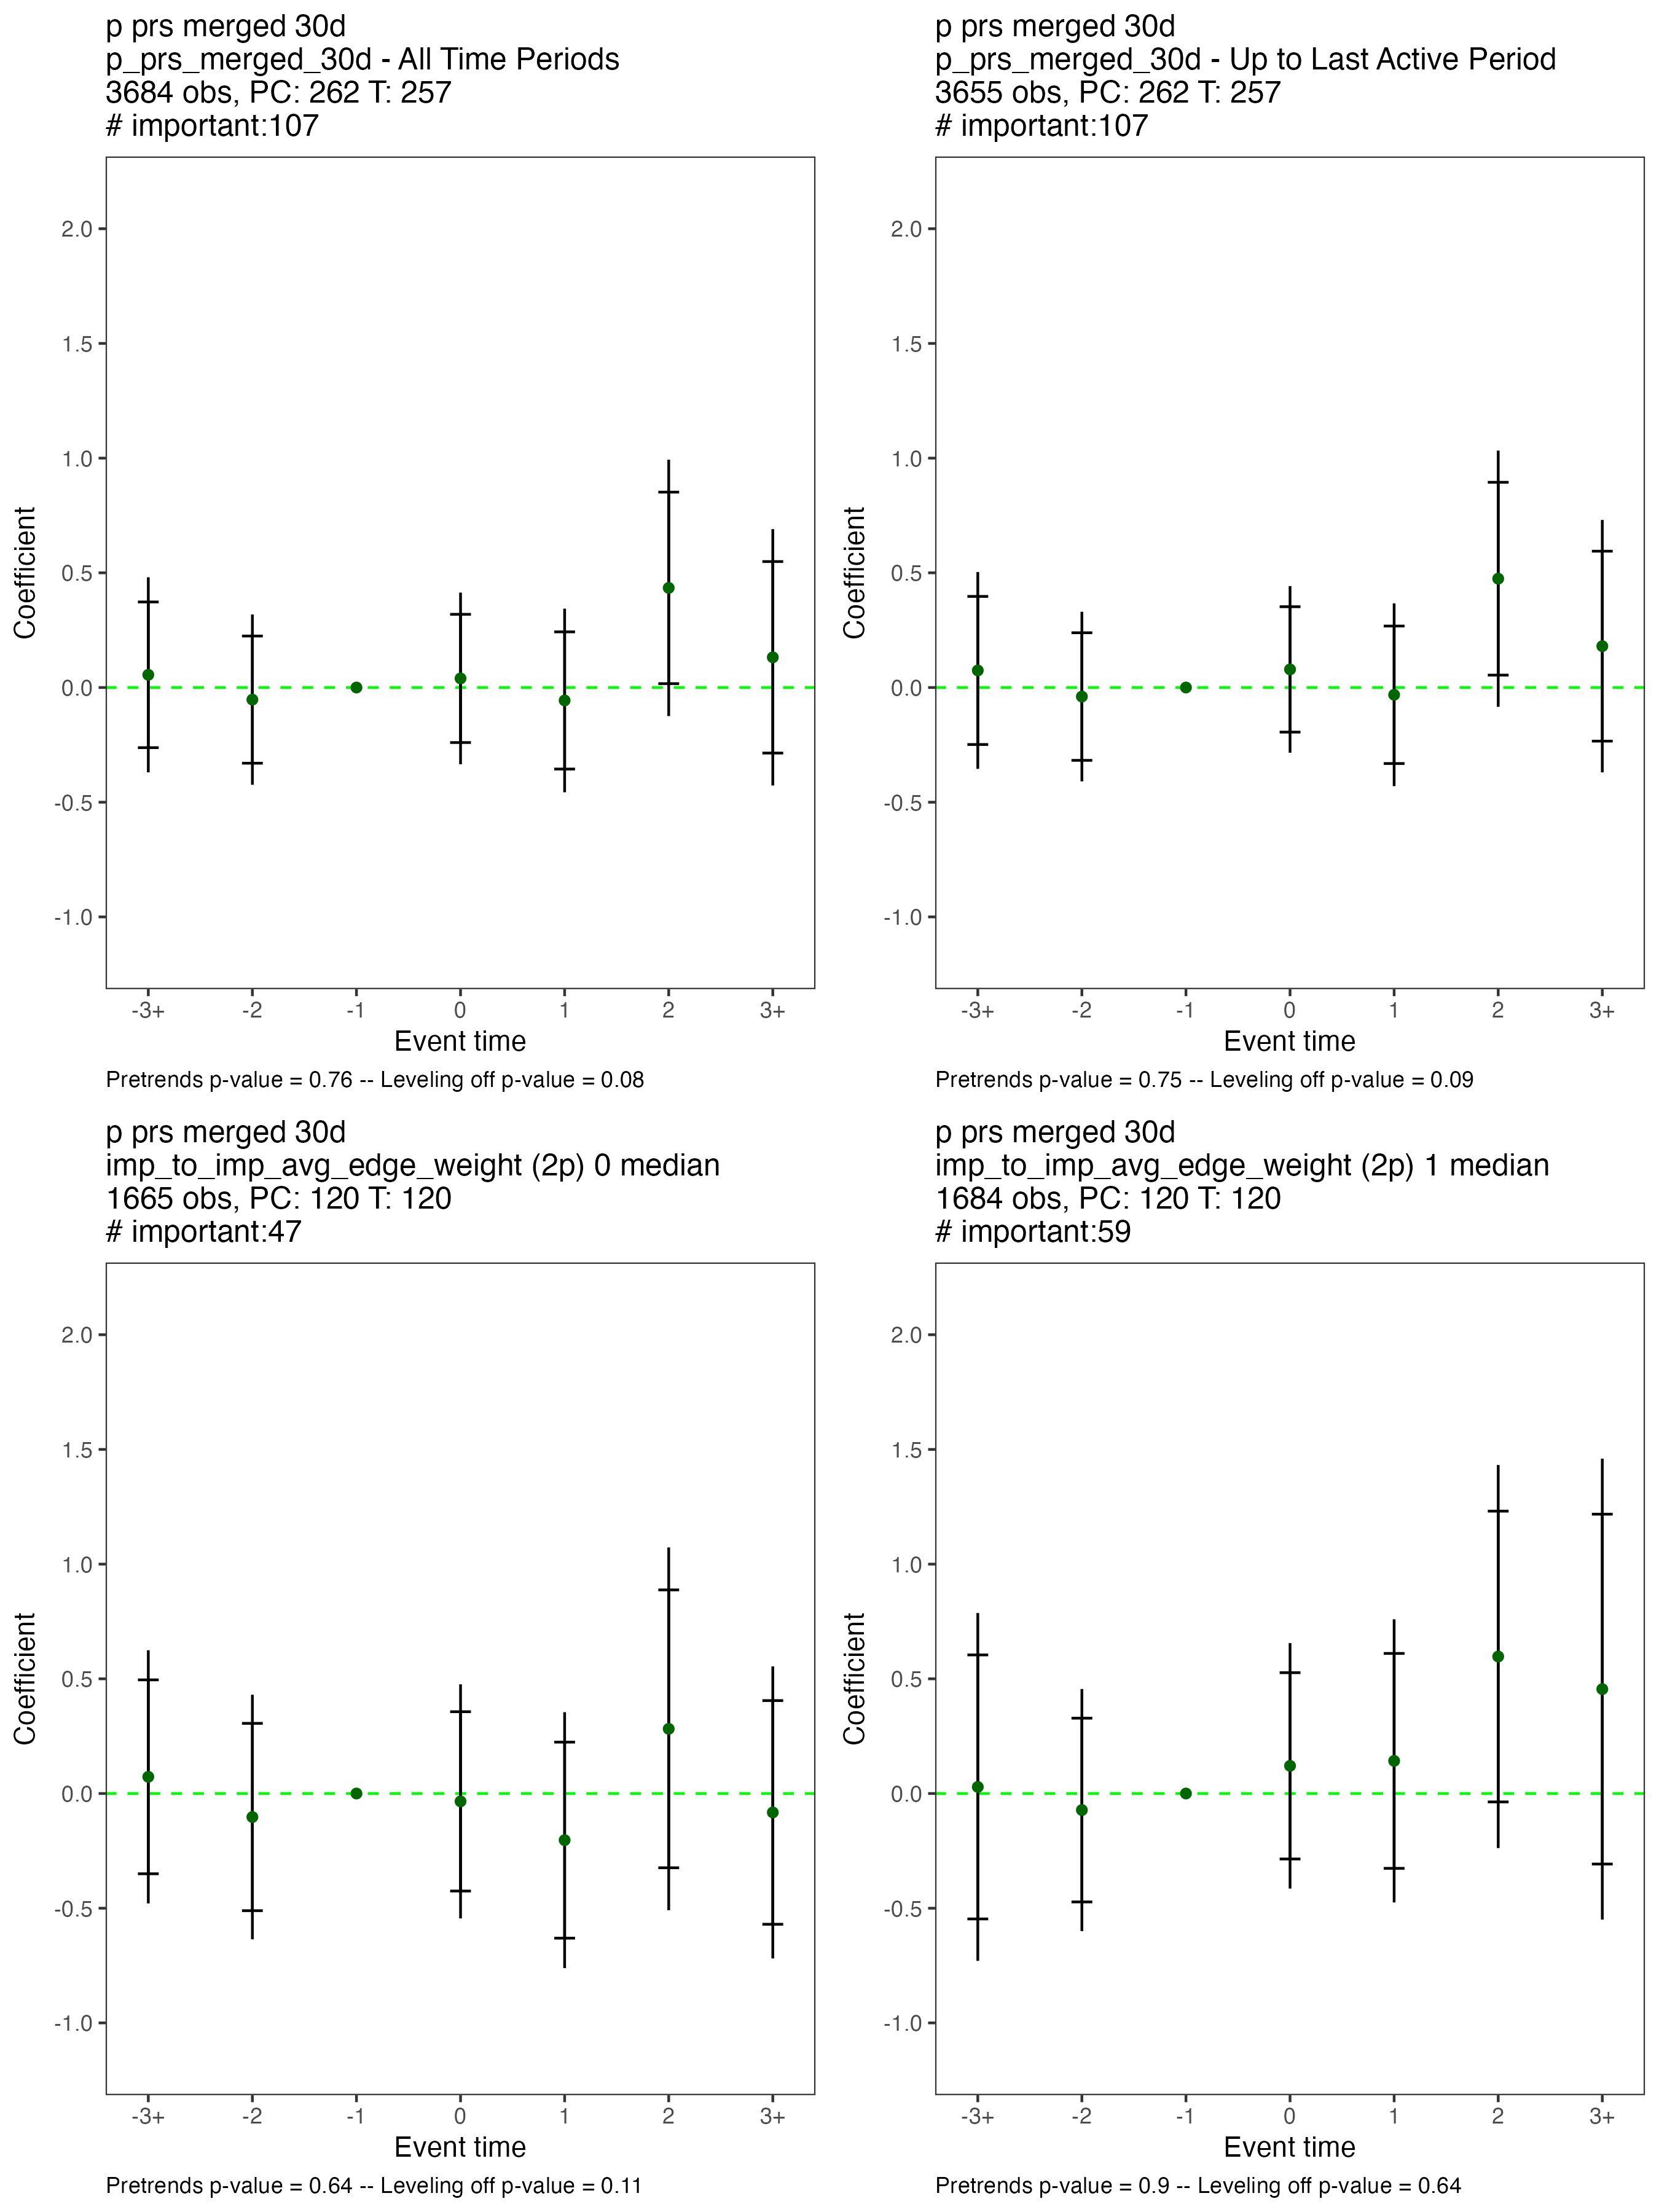 p prs merged 30d
p_prs_merged_30d - All Time Periods
3684 obs, PC: 262 T: 257
# important:107
2.0
1.5
1.0
0.5
0.0
-0.5
-1.0
Coefficient
-3+ -2 -1 0 1 2 3+
Event time
Pretrends p-value = 0.76 -- Leveling off p-value = 0.08
p prs merged 30d
p_prs_merged_30d - Up to Last Active Period
3655 obs, PC: 262 T: 257
# important:107
2.0
1.5
1.0
0.5
0.0
-0.5
-1.0
Coefficient
-3+ -2 -1 0 1 2 3+
Event time
Pretrends p-value = 0.75 -- Leveling off p-value = 0.09
p prs merged 30d
imp_to_imp_avg_edge_weight (2p) 0 median
1665 obs, PC: 120 T: 120
# important:47
2.0
1.5
1.0
0.5
0.0
-0.5
-1.0
Coefficient
-3+ -2 -1 0 1 2 3+
Event time
Pretrends p-value = 0.64 -- Leveling off p-value = 0.11
p prs merged 30d
imp_to_imp_avg_edge_weight (2p) 1 median
1684 obs, PC: 120 T: 120
# important:59
2.0
1.5
1.0
0.5
0.0
-0.5
-1.0
Coefficient
-3+ -2 -1 0 1 2 3+
Event time
Pretrends p-value = 0.9 -- Leveling off p-value = 0.64